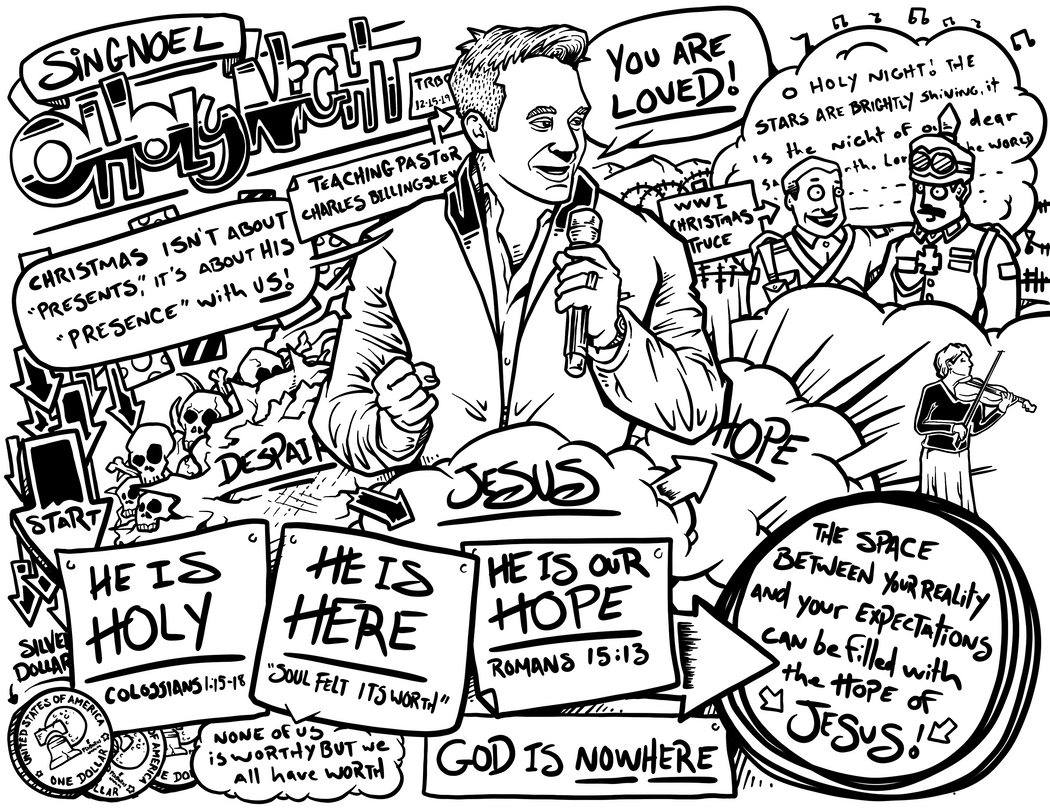 SING NOEL
O Holy Night
TROP
12-15-19
TEACHING PASTOR
CHARLES BILLINGSLEY
YOU ARE
LOVED!
O HOLY NIGHT! THE
STARS ARE BRIGHTLY SHINING, it
is the night of our dear
WORLD
WWI
CHRISTMAS
TRUCE
CHRISTMAS ISN'T ABOUT
"PRESENTS", IT'S ABOUT HIS
"PRESENCE" with US!
DESPAIR
JESUS
HOPE
START
HE IS
HOLY
COLOSSIANS 1:15-18
HE IS
HERE
"SOUL FELT ITS WORTH"
HE IS OUR
HOPE
ROMANS 15:13
THE SPACE
BETWEEN your REALITY
AND your EXPECTATIONS
can be filled with
the HOPE of
JESUS!
SILVER
DOLLAR
UNITED STATES OF AMERICA
ONE DOLLAR
NONE OF US
is worthy BUT we
All have WORTH
GOD IS NOWHERE